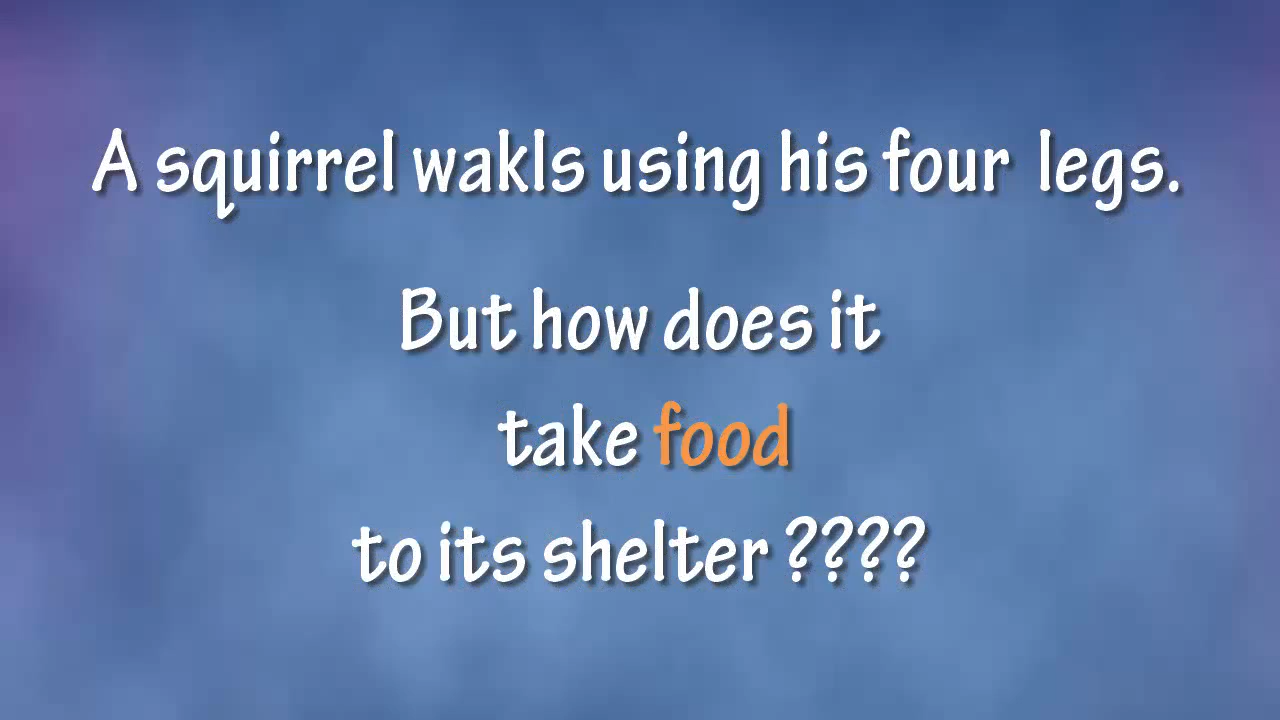 A squirrel wakls using his four legs.
But how does it
take food
to its shelter ????